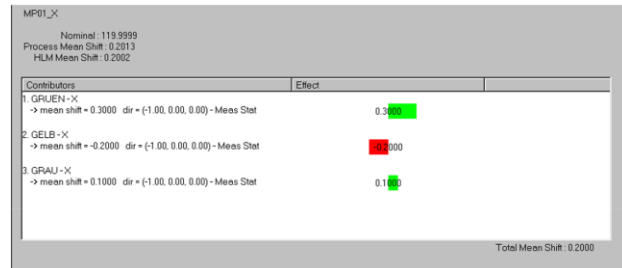 MP01_X
Nominal : 119.9999
Process Mean Shift : 0.2013
HLM Mean Shift : 0.2002
Contributors Effect
1. GRUEN-X
-> mean shift = 0.3000 dir = (-1.00, 0.00, 0.00) - Meas Stat 0.3000
2. GELB-X
-> mean shift = -0.2000 dir = (-1.00, 0.00, 0.00) - Meas Stat -0.2000
3. GRAU-X
-> mean shift = 0.1000 dir = (-1.00, 0.00, 0.00) - Meas Stat 0.1000
Total Mean Shift : 0.2000